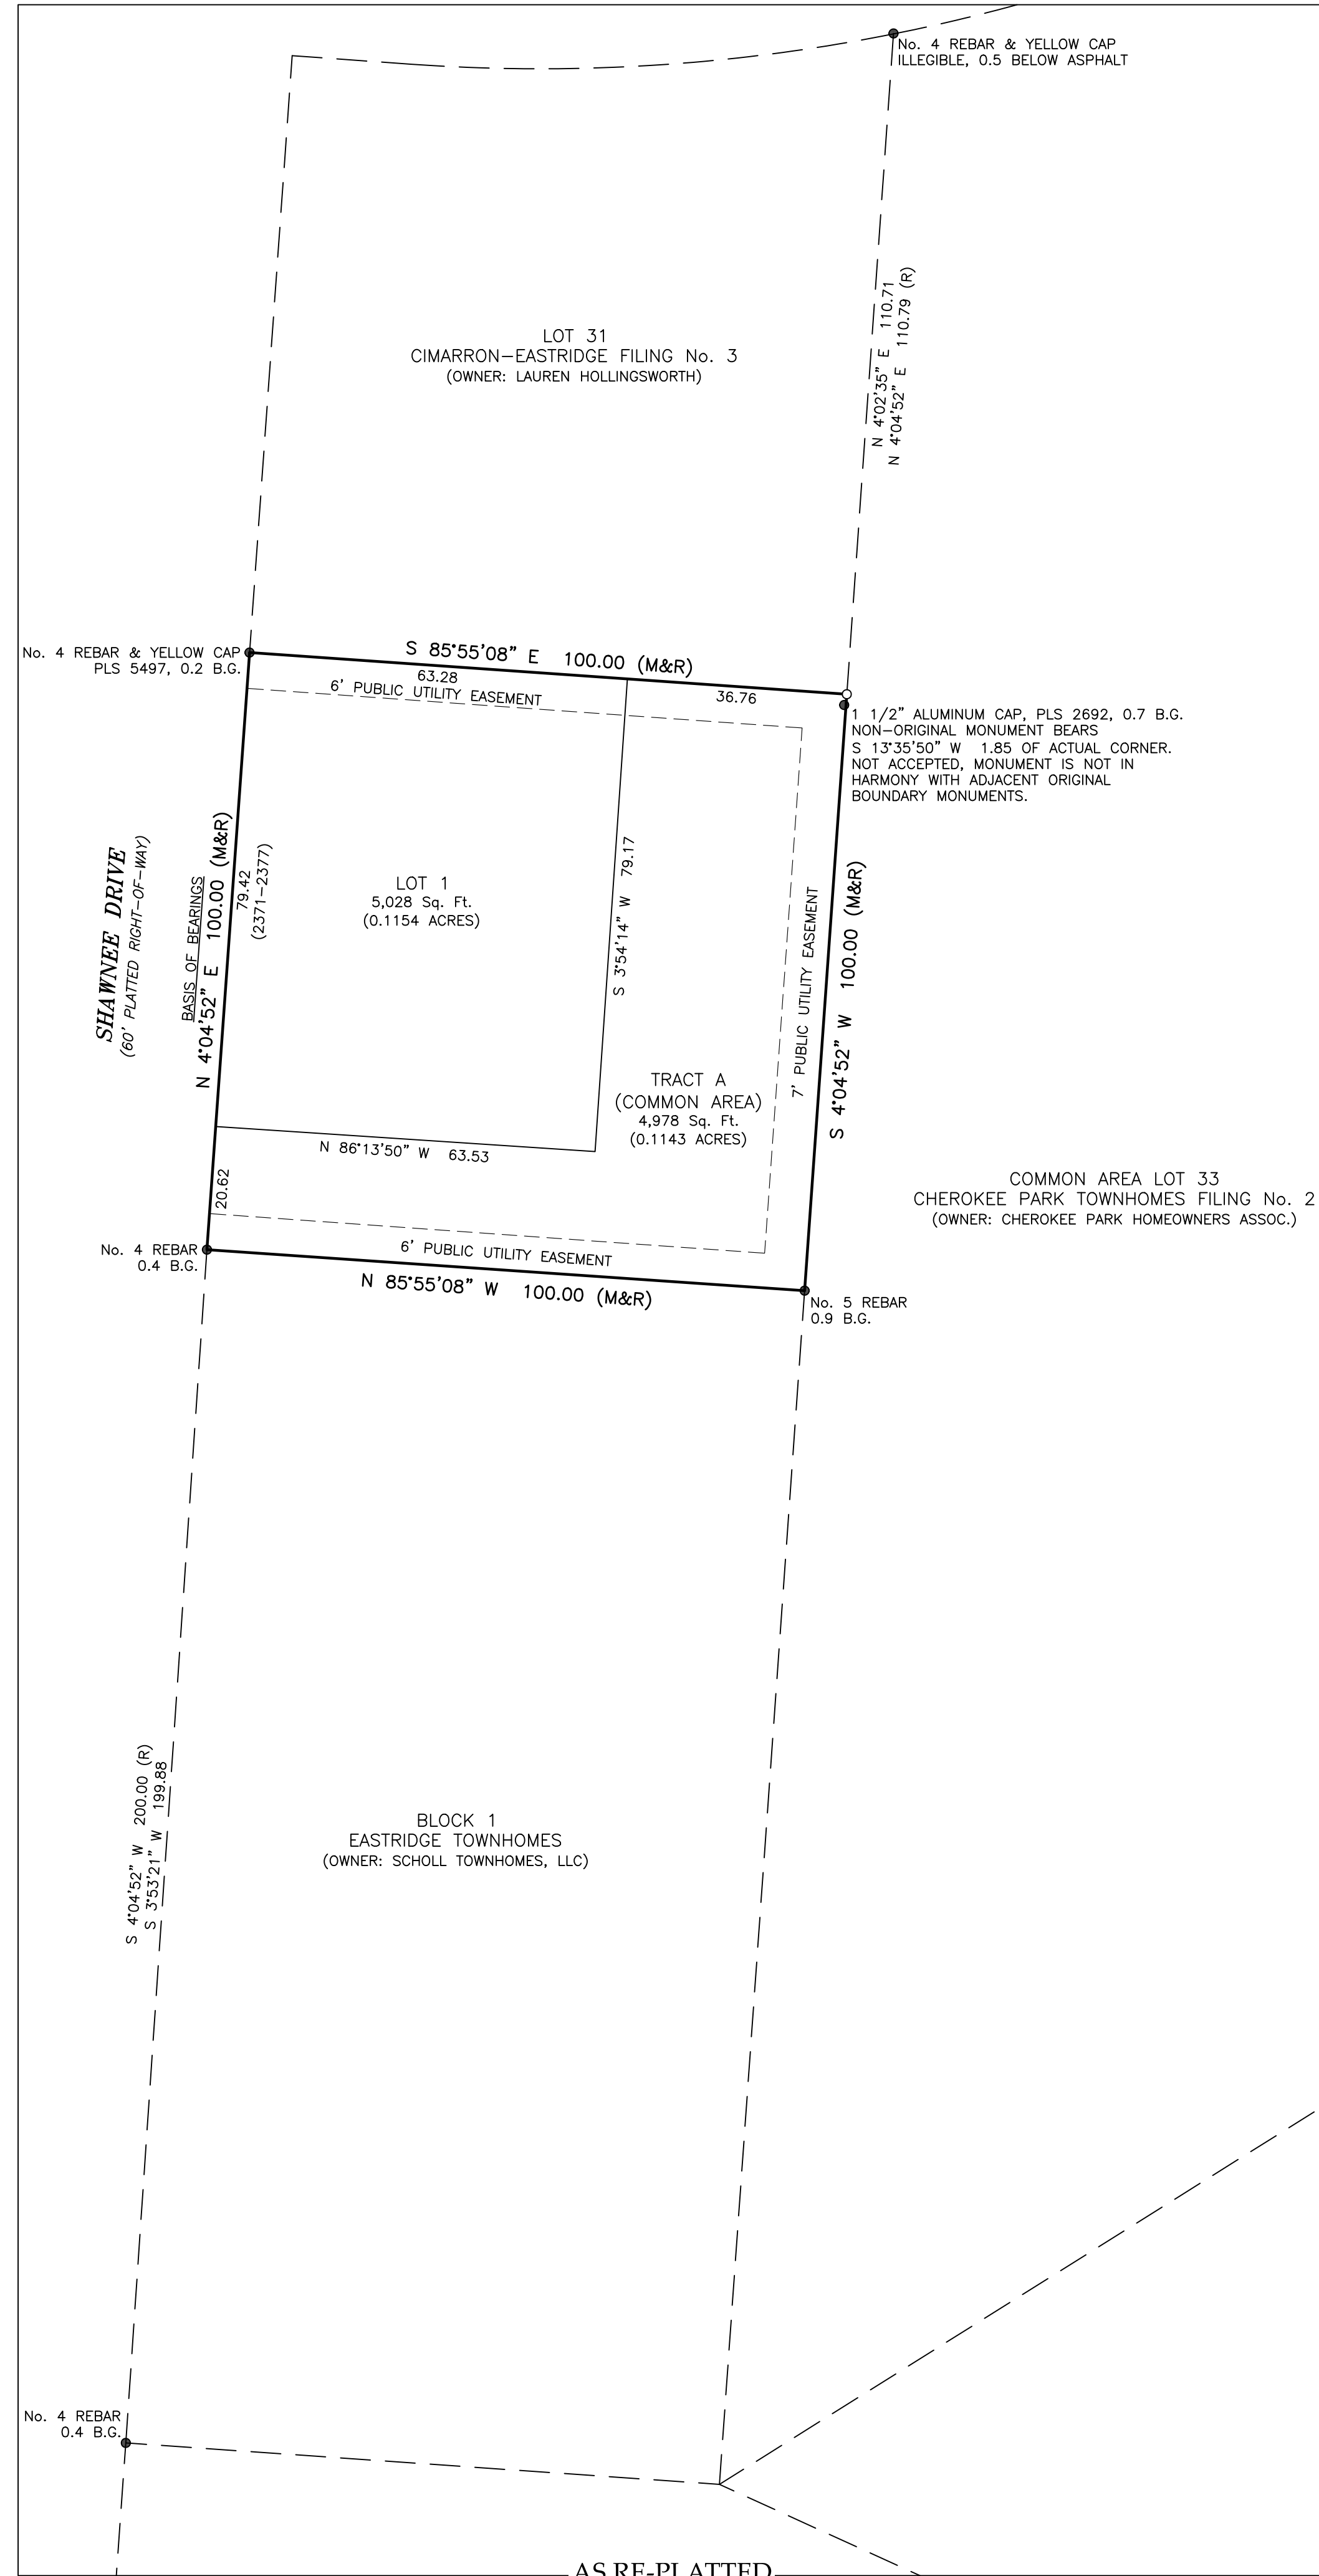 No. 4 REBAR & YELLOW CAP
ILLEGIBLE, 0.5 BELOW ASPHALT
N 4°02'35" E 110.71
N 4°04'52" E 110.79 (R)
LOT 31
CIMARRON-EASTRIDGE FILING No. 3
(OWNER: LAUREN HOLLINGSWORTH)
No. 4 REBAR & YELLOW CAP
PLS 5497, 0.2 B.G.
S 85°55'08" E 100.00 (M&R)
63.28
36.76
6' PUBLIC UTILITY EASEMENT
1 1/2" ALUMINUM CAP, PLS 2692, 0.7 B.G.
NON-ORIGINAL MONUMENT BEARS
S 13°35'50" W 1.85 OF ACTUAL CORNER.
NOT ACCEPTED, MONUMENT IS NOT IN
HARMONY WITH ADJACENT ORIGINAL
BOUNDARY MONUMENTS.
SHAWNEE DRIVE
(60' PLATTED RIGHT-OF-WAY)
BASIS OF BEARINGS
N 4°04'52" E 100.00 (M&R)
79.42
(2371-2377)
LOT 1
5,028 Sq. Ft.
(0.1154 ACRES)
S 3°54'14" W 79.17
7' PUBLIC UTILITY EASEMENT
S 4°04'52" W 100.00 (M&R)
TRACT A
(COMMON AREA)
4,978 Sq. Ft.
(0.1143 ACRES)
N 86°13'50" W 63.53
20.62
COMMON AREA LOT 33
CHEROKEE PARK TOWNHOMES FILING No. 2
(OWNER: CHEROKEE PARK HOMEOWNERS ASSOC.)
No. 4 REBAR
0.4 B.G.
6' PUBLIC UTILITY EASEMENT
N 85°55'08" W 100.00 (M&R)
No. 5 REBAR
0.9 B.G.
S 4°04'52" W 200.00 (R)
S 3°53'21" W 199.88
BLOCK 1
EASTRIDGE TOWNHOMES
(OWNER: SCHOLL TOWNHOMES, LLC)
No. 4 REBAR
0.4 B.G.
AS RE-PLATTED